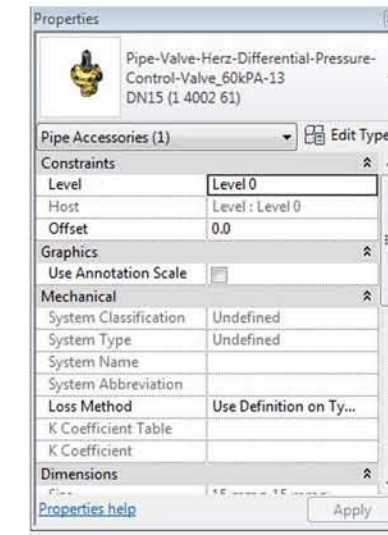 Properties
Pipe-Valve-Herz-Differential-Pressure-
Control-Valve_60kPA-13
DN15 (1 4002 61)
Pipe Accessories (1) Edit Type
Constraints
Level Level 0
Host Level : Level 0
Offset 0.0
Graphics
Use Annotation Scale
Mechanical
System Classification Undefined
System Type Undefined
System Name
System Abbreviation
Loss Method Use Definition on Ty...
K Coefficient Table
K Coefficient
Dimensions
Properties help Apply